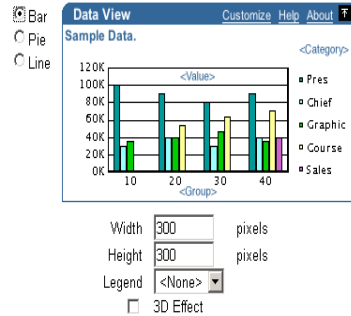 Bar
Pie
Line
Data View Customize Help About
Sample Data.
<Category>
<Value>
120K
100K
80K
60K
40K
20K
0K
10 20 30 40
<Group>
Pres
Chief
Graphic
Course
Sales
Width 300 pixels
Height 300 pixels
Legend <None>
3D Effect